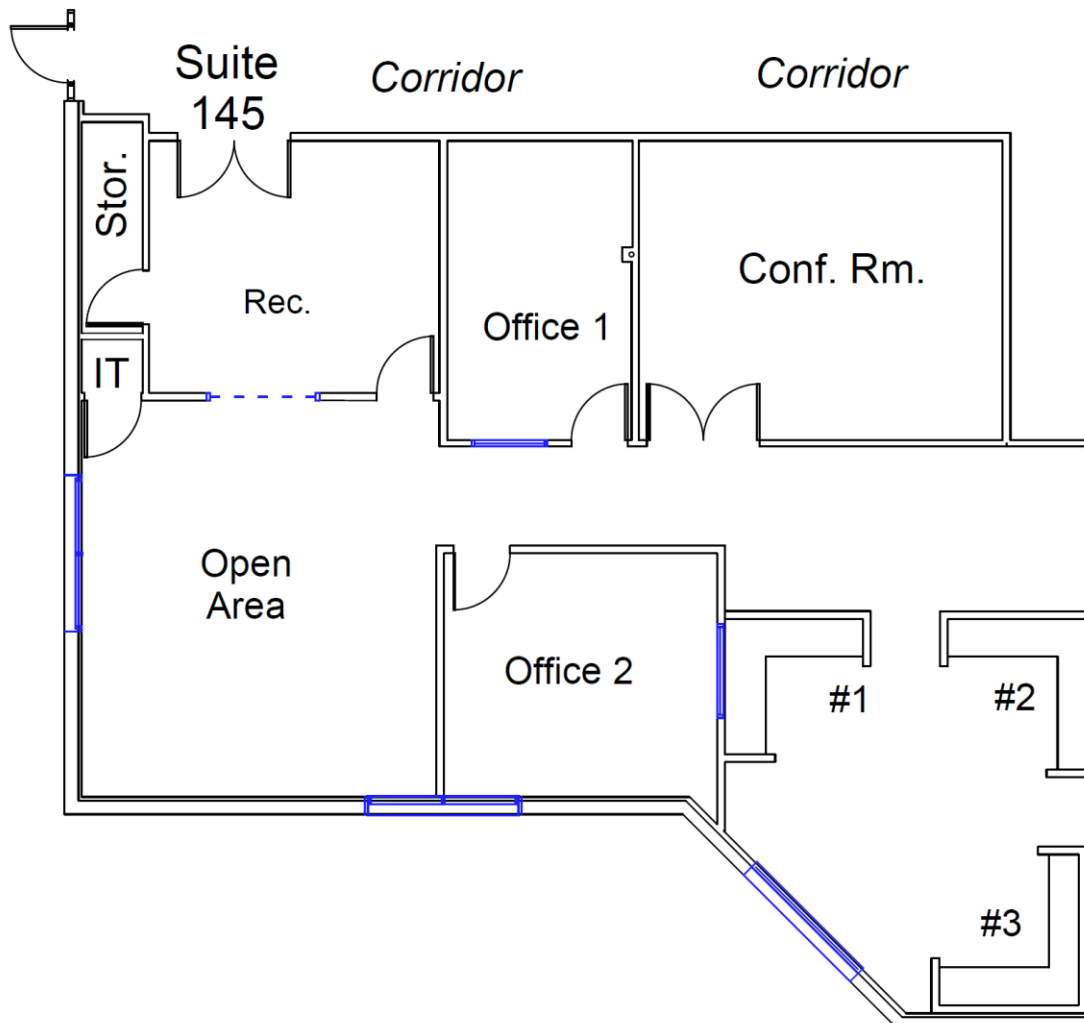 Suite
145
Corridor
Corridor
Stor.
Rec.
Conf. Rm.
Office 1
IT
Open
Area
Office 2
#1
#2
#3